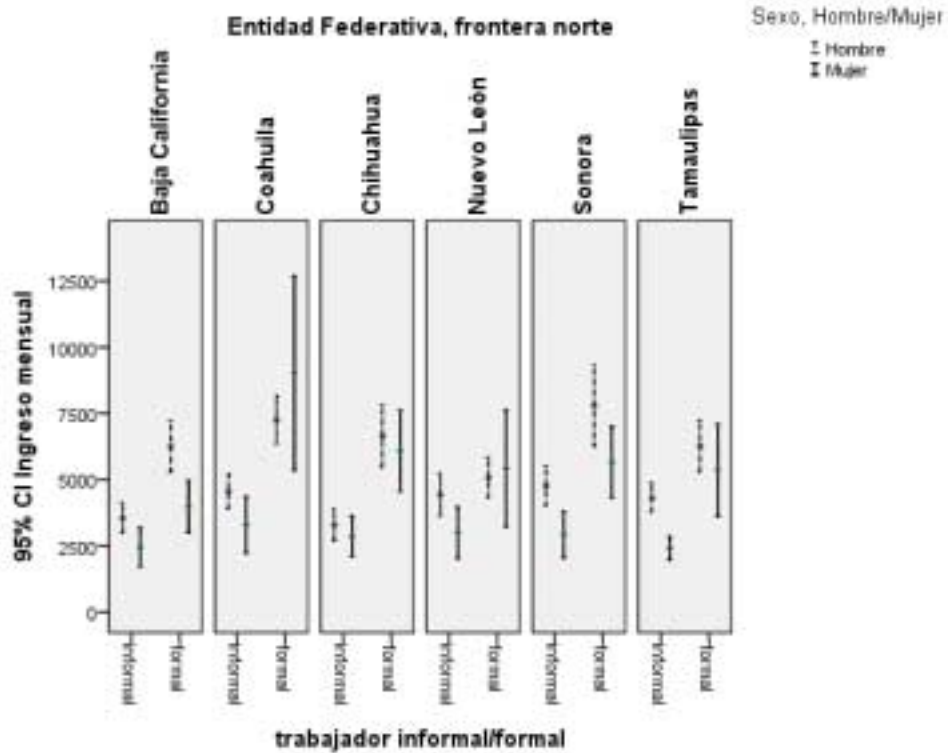 Entidad Federativa, frontera norte
Sexo, Hombre/Mujer
Hombre
Mujer
Baja California
Coahuila
Chihuahua
Nuevo León
Sonora
Tamaulipas
95% CI Ingreso mensual
12500
10000
7500
5000
2500
0
informal
formal
informal
formal
informal
formal
informal
formal
informal
formal
informal
formal
trabajador informal/formal